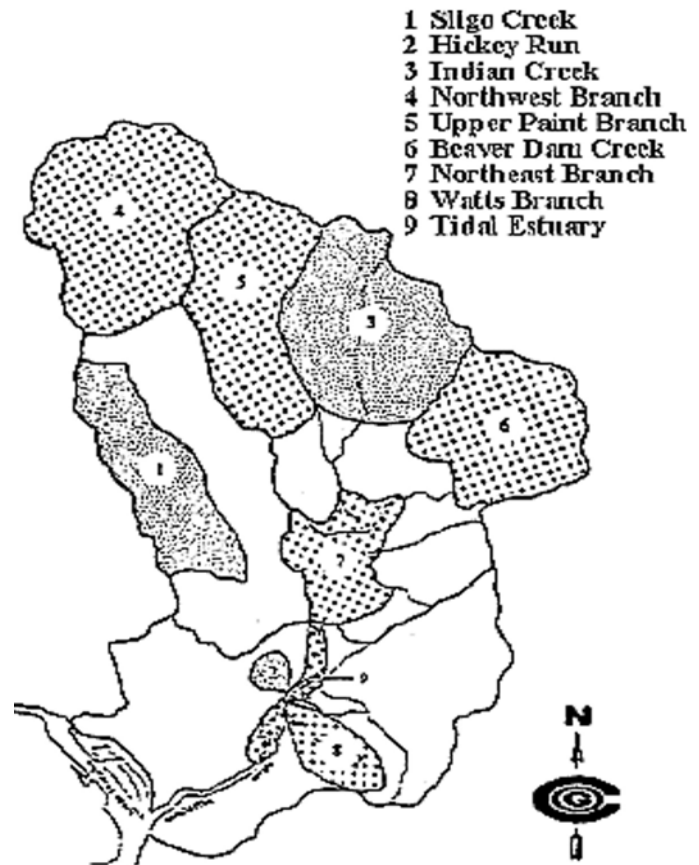 1 Sligo Creek
2 Hickey Run
3 Indian Creek
4 Northwest Branch
5 Upper Paint Branch
6 Beaver Dam Creek
7 Northeast Branch
8 Watts Branch
9 Tidal Estuary
4
5
3
6
1
7
9
8
N
C
G